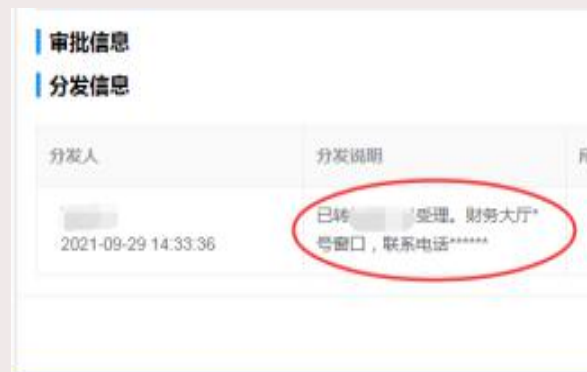 审批信息
分发信息
分发人
分发说明
已转 受理。财务大厅*
2021-09-29 14:33:36
号窗口，联系电话******